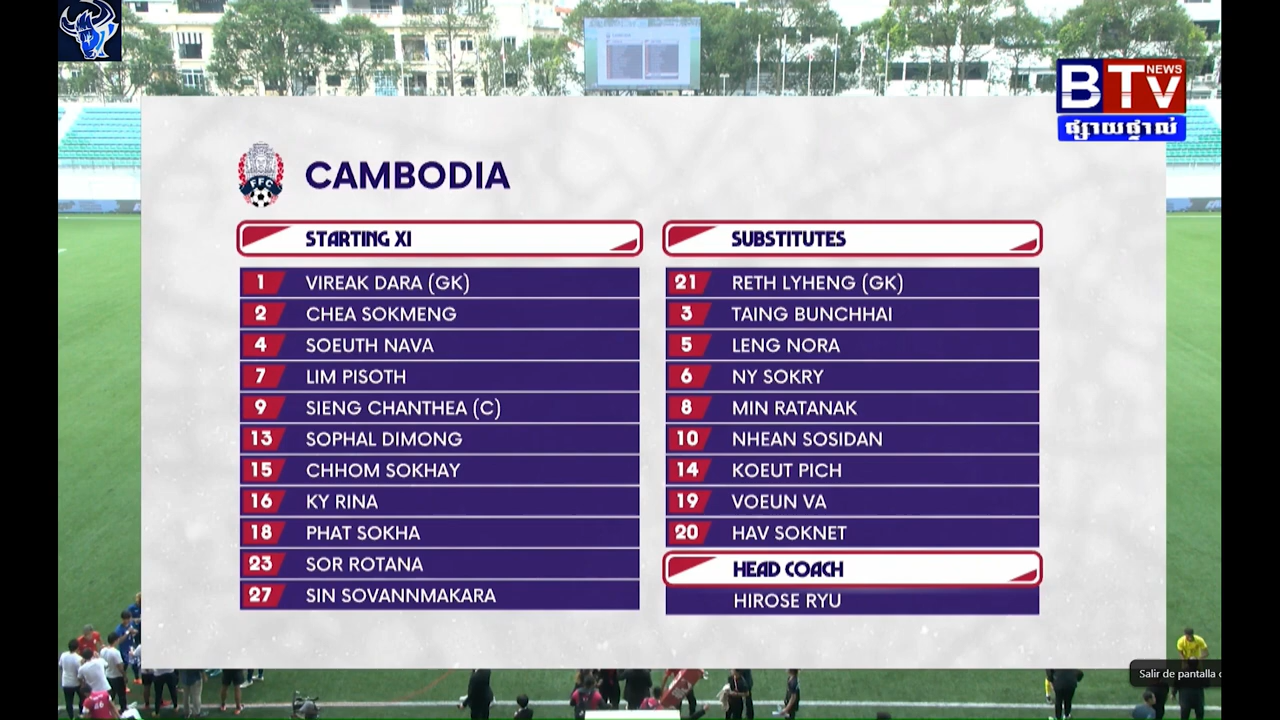 BTV NEWS
ផ្សាយផ្ទាល់
FFC
CAMBODIA
STARTING XI
1 VIREAK DARA (GK)
2 CHEA SOKMENG
4 SOEUTH NAVA
7 LIM PISOTH
9 SIENG CHANTHEA (C)
13 SOPHAL DIMONG
15 CHHOM SOKHAY
16 KY RINA
18 PHAT SOKHA
23 SOR ROTANA
27 SIN SOVANNMAKARA
SUBSTITUTES
21 RETH LYHENG (GK)
3 TAING BUNCHHAI
5 LENG NORA
6 NY SOKRY
8 MIN RATANAK
10 NHEAN SOSIDAN
14 KOEUT PICH
19 VOEUN VA
20 HAV SOKNET
HEAD COACH
HIROSE RYU
Salir de pantalla